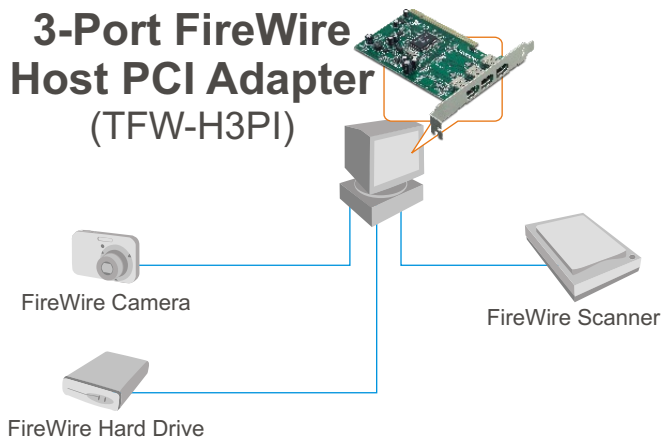 3-Port FireWire
Host PCI Adapter
(TFW-H3PI)
FireWire Camera
FireWire Scanner
FireWire Hard Drive